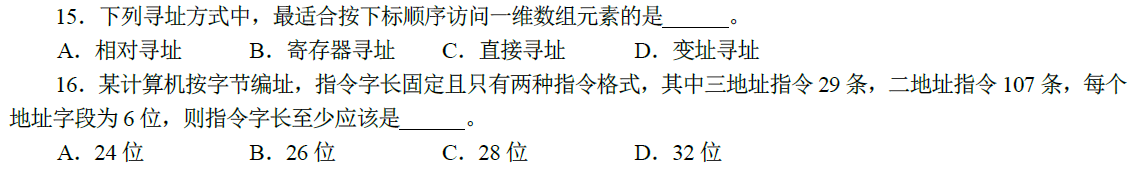 15．下列寻址方式中，最适合按下标顺序访问一维数组元素的是______。
A．相对寻址 B．寄存器寻址 C．直接寻址 D．变址寻址
16．某计算机按字节编址，指令字长固定且只有两种指令格式，其中三地址指令 29 条，二地址指令 107 条，每个
地址字段为 6 位，则指令字长至少应该是______。
A．24 位 B．26 位 C．28 位 D．32 位